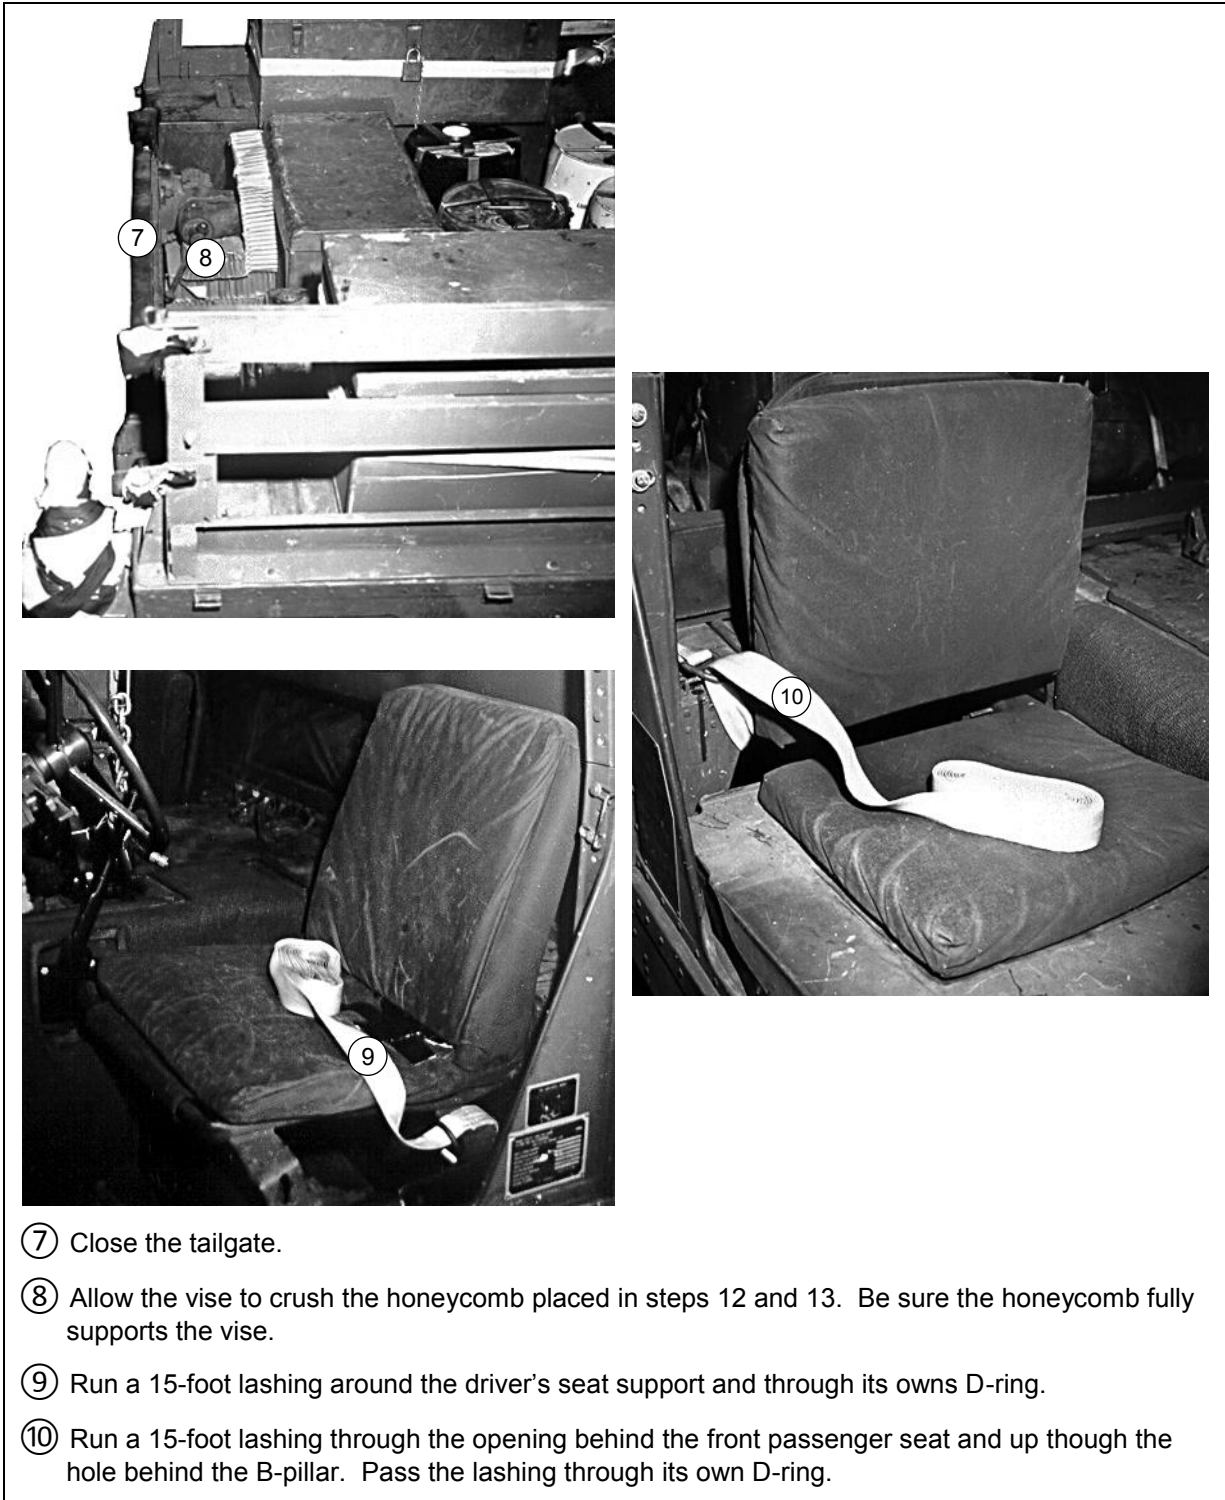 7
8
10
9
⑦ Close the tailgate.
⑧ Allow the vise to crush the honeycomb placed in steps 12 and 13.  Be sure the honeycomb fully
supports the vise.
⑨ Run a 15-foot lashing around the driver’s seat support and through its owns D-ring.
⑩ Run a 15-foot lashing through the opening behind the front passenger seat and up though the
hole behind the B-pillar.  Pass the lashing through its own D-ring.